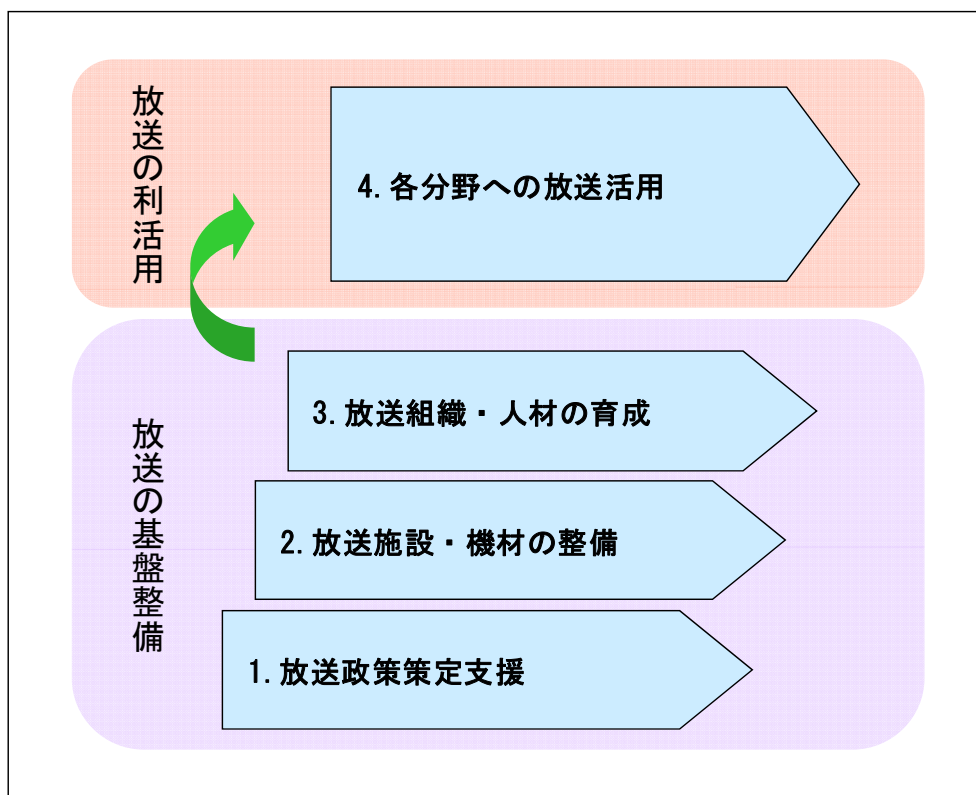 放送の利活用
4. 各分野への放送活用
放送の基盤整備
3. 放送組織・人材の育成
2. 放送施設・機材の整備
1. 放送政策策定支援